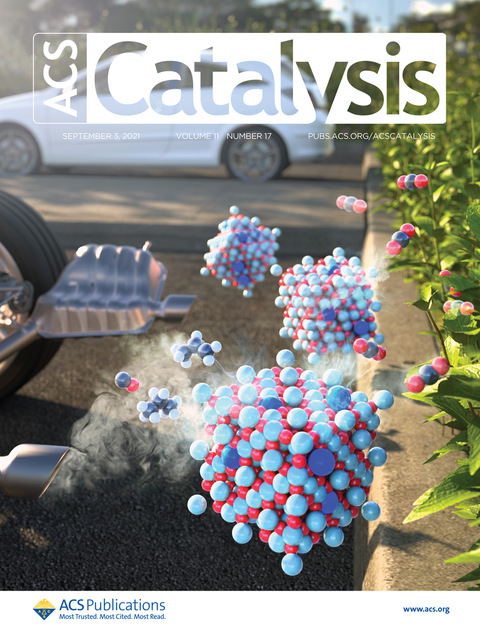 ACS Catalysis
SEPTEMBER 3, 2021 VOLUME 11 NUMBER 17 PUBS.ACS.ORG/ACSCATALYSIS
ACS Publications
Most Trusted. Most Cited. Most Read.
www.acs.org